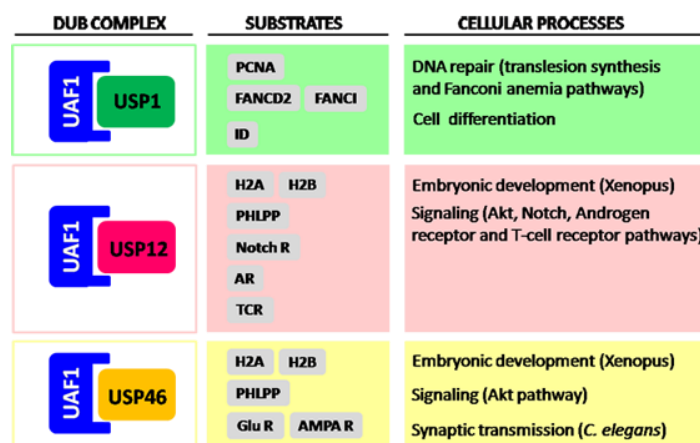 DUB COMPLEX
SUBSTRATES
CELLULAR PROCESSES
UAF1
USP1
PCNA
FANCD2 FANCI
ID
DNA repair (translesion synthesis
and Fanconi anemia pathways)
Cell differentiation
UAF1
USP12
H2A H2B
PHLPP
Notch R
AR
TCR
Embryonic development (Xenopus)
Signaling (Akt, Notch, Androgen
receptor and T-cell receptor pathways)
UAF1
USP46
H2A H2B
PHLPP
Glu R AMPA R
Embryonic development (Xenopus)
Signaling (Akt pathway)
Synaptic transmission (C. elegans)